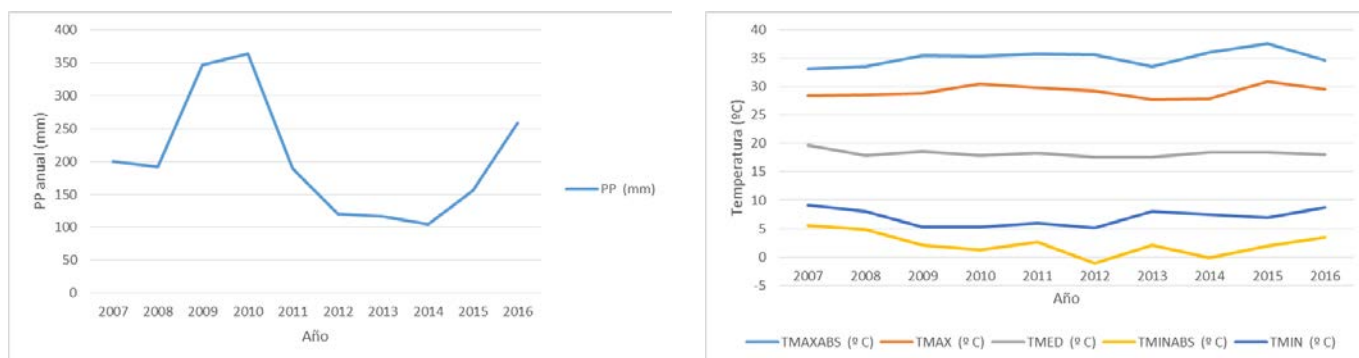 400
350
300
250
200
150
100
50
0
PP anual (mm)
2007 2008 2009 2010 2011 2012 2013 2014 2015 2016
Año
PP (mm)
40
35
30
25
20
15
10
5
0
-5
Temperatura (ºC)
2007 2008 2009 2010 2011 2012 2013 2014 2015 2016
Año
TMAXABS (º C) TMAX (º C) TMED (º C) TMINABS (º C) TMIN (º C)